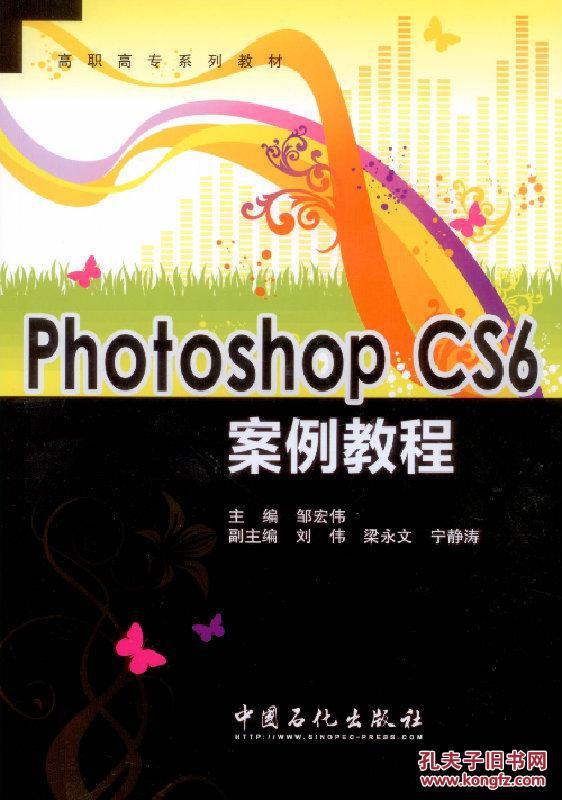 高职高专系列教材
Photoshop CS6
案例教程
主 编 邹宏伟
副主编 刘 伟 梁永文 宁静涛
中国石化出版社
HTTP://WWW.SINOPEC-PRESS.COM
孔夫子旧书网
www.kongfz.com